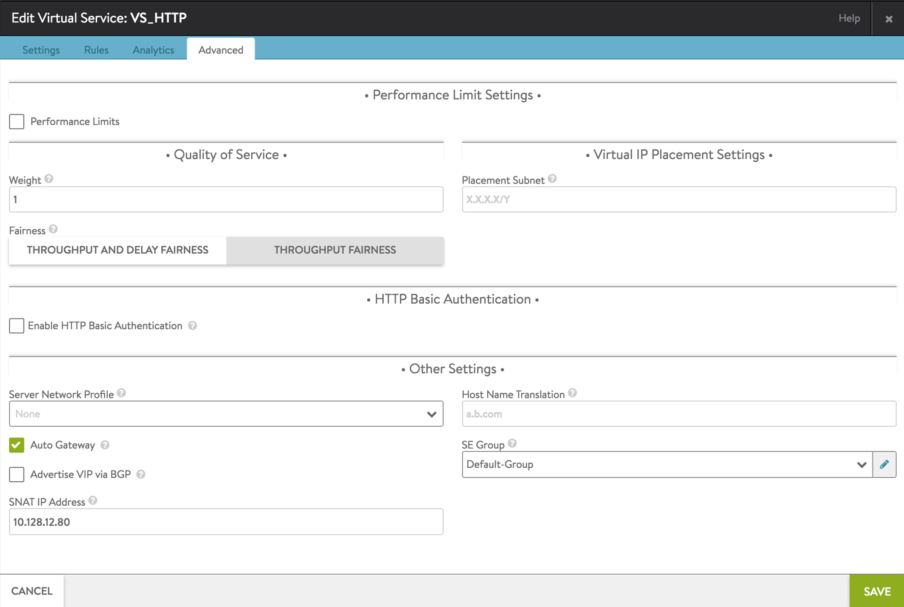 Edit Virtual Service: VS_HTTP
Help
×
Settings
Rules
Analytics
Advanced
• Performance Limit Settings •
Performance Limits
• Quality of Service •
Weight ?
1
Fairness ?
THROUGHPUT AND DELAY FAIRNESS
THROUGHPUT FAIRNESS
• Virtual IP Placement Settings •
Placement Subnet ?
X.X.X.X/Y
• HTTP Basic Authentication •
Enable HTTP Basic Authentication ?
• Other Settings •
Server Network Profile ?
None
Auto Gateway ?
Advertise VIP via BGP ?
SNAT IP Address ?
10.128.12.80
Host Name Translation ?
a.b.com
SE Group ?
Default-Group
CANCEL
SAVE